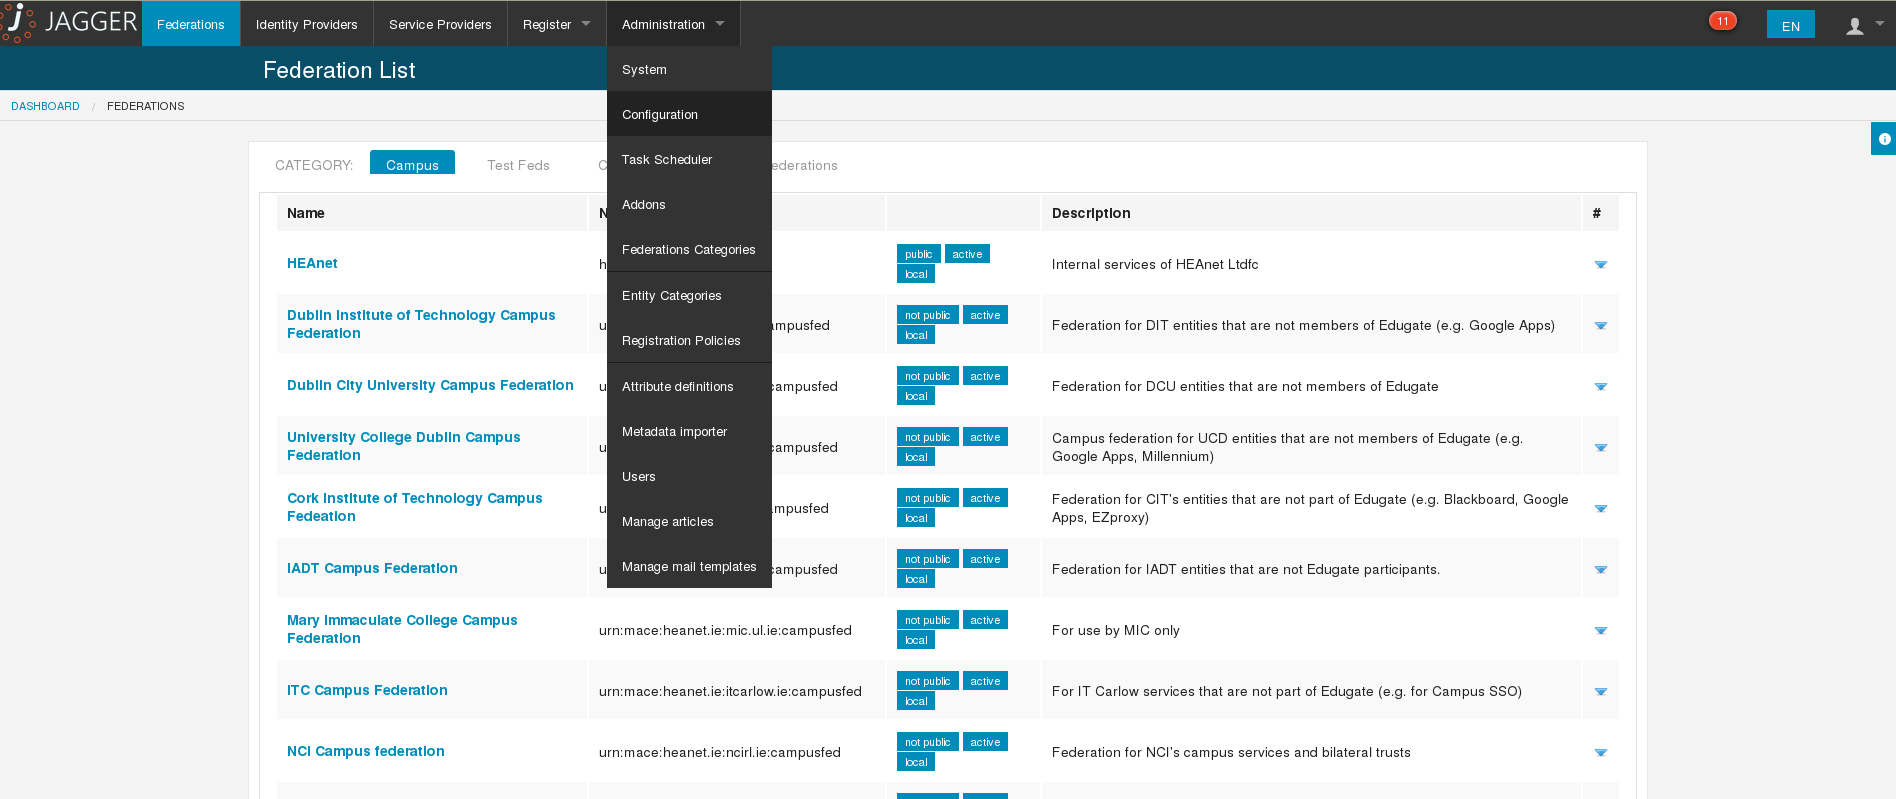 JAGGER
Federations
Identity Providers
Service Providers
Register
Administration
11
EN
Federation List
System
DASHBOARD / FEDERATIONS
Configuration
Task Scheduler
Addons
Federations Categories
Entity Categories
Registration Policies
Attribute definitions
Metadata importer
Users
Manage articles
Manage mail templates
CATEGORY: Campus Test Feds C ederations
Name N Description #
HEAnet h public active local Internal services of HEAnet Ltdfc
Dublin Institute of Technology Campus
Federation
u ampusfed
not public active
local
Federation for DIT entities that are not members of Edugate (e.g. Google Apps)
Dublin City University Campus Federation
u campusfed
not public active
local
Federation for DCU entities that are not members of Edugate
University College Dublin Campus
Federation
u campusfed
not public active
local
Campus federation for UCD entities that are not members of Edugate (e.g.
Google Apps, Millennium)
Cork Institute of Technology Campus
Fedeation
u mpusfed
not public active
local
Federation for CIT's entities that are not part of Edugate (e.g. Blackboard, Google
Apps, EZproxy)
IADT Campus Federation
u campusfed
not public active
local
Federation for IADT entities that are not Edugate participants.
Mary Immaculate College Campus
Federation
urn:mace:heanet.ie:mic.ul.ie:campusfed
not public active
local
For use by MIC only
ITC Campus Federation
urn:mace:heanet.ie:itcarlow.ie:campusfed
not public active
local
For IT Carlow services that are not part of Edugate (e.g. for Campus SSO)
NCI Campus federation
urn:mace:heanet.ie:ncirl.ie:campusfed
not public active
local
Federation for NCI's campus services and bilateral trusts